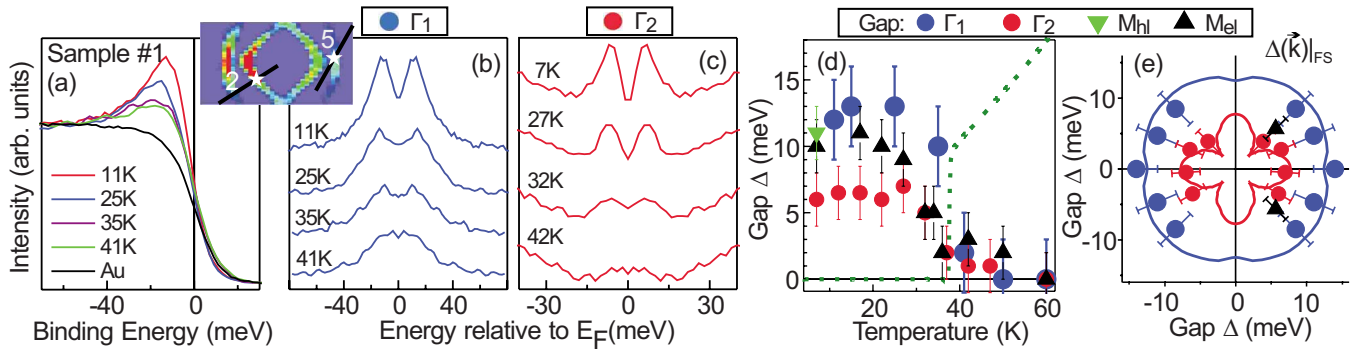 Γ1
Γ2
Gap: Γ1 Γ2 Mhl Mel
Sample #1
(a)
2
5
(b)
(c)
(d)
(e)
Δ(k⃗)|FS
Intensity (arb. units)
11K
25K
35K
41K
Au
-40
0
Binding Energy (meV)
11K
25K
35K
41K
-40
0
40
7K
27K
32K
42K
-30
0
30
Energy relative to EF(meV)
Gap Δ (meV)
15
10
5
0
20
40
60
Temperature (K)
Gap Δ (meV)
10
0
-10
-10
0
10
Gap Δ (meV)